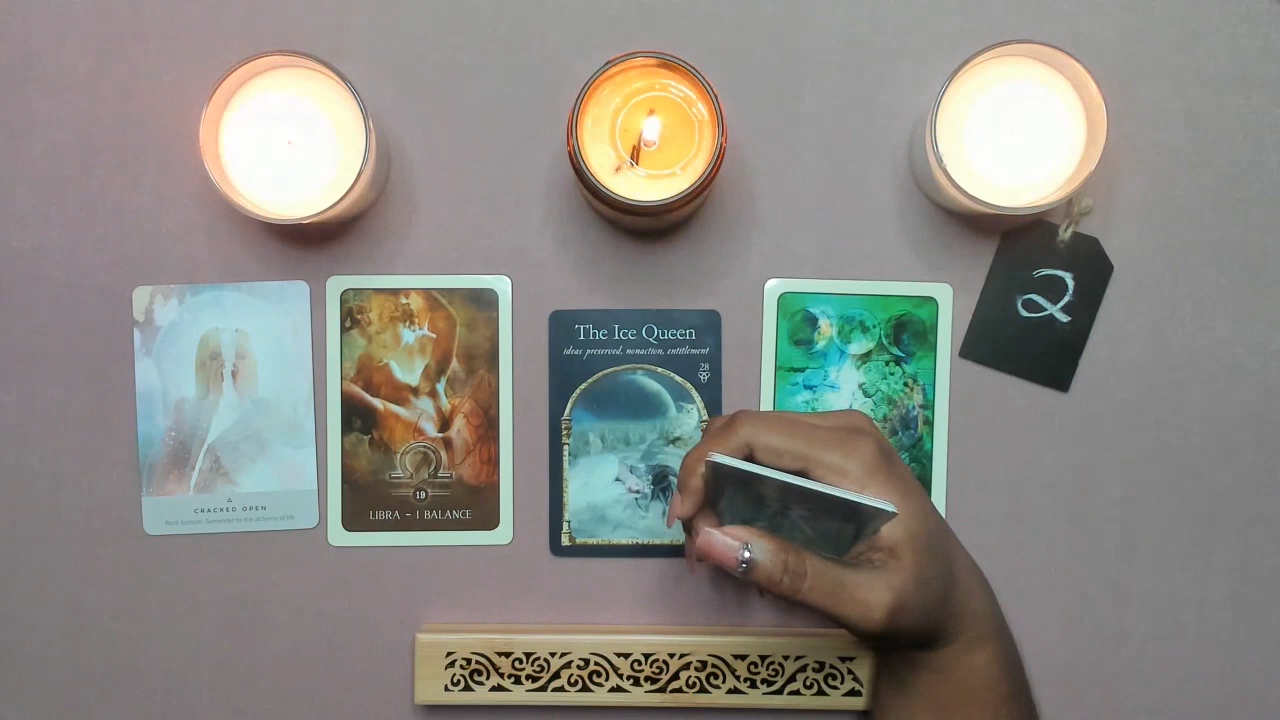 CRACKED OPEN
Rock bottom. Surrender to the alchemy of life.
19
LIBRA ~ I BALANCE
The Ice Queen
ideas preserved, nonaction, entitlement
28
2